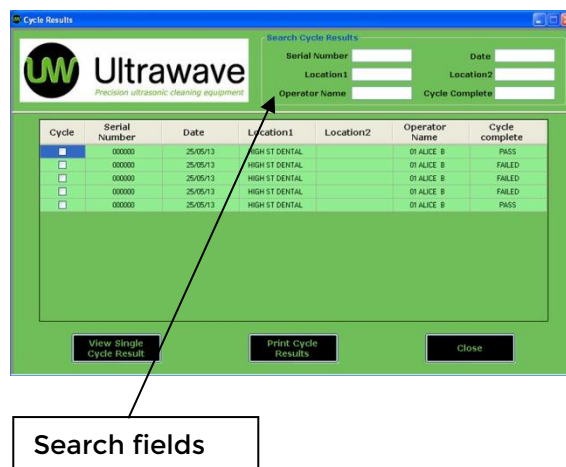 Cycle Results
UW Ultrawave
Precision ultrasonic cleaning equipment
Search Cycle Results
Serial Number Date
Location1 Location2
Operator Name Cycle Complete
Cycle Serial Number Date Location1 Location2 Operator Name Cycle complete
000000 25/05/13 HIGH ST DENTAL 01 ALICE B PASS
000000 25/05/13 HIGH ST DENTAL 01 ALICE B FAILED
000000 25/05/13 HIGH ST DENTAL 01 ALICE B FAILED
000000 25/05/13 HIGH ST DENTAL 01 ALICE B FAILED
000000 25/05/13 HIGH ST DENTAL 01 ALICE B PASS
View Single
Cycle Result
Print Cycle
Results
Close
Search fields